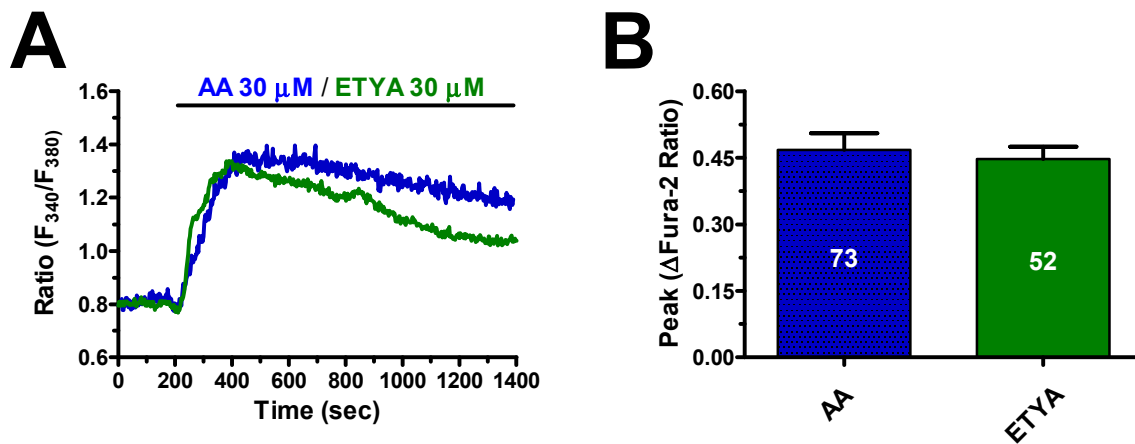 A
AA 30 μM / ETYA 30 μM
Ratio (F340/F380)
1.6
1.4
1.2
1.0
0.8
0.6
0 200 400 600 800 1000 1200 1400
Time (sec)
B
Peak (ΔFura-2 Ratio)
0.60
0.45
0.30
0.15
0.00
73
52
AA
ETYA